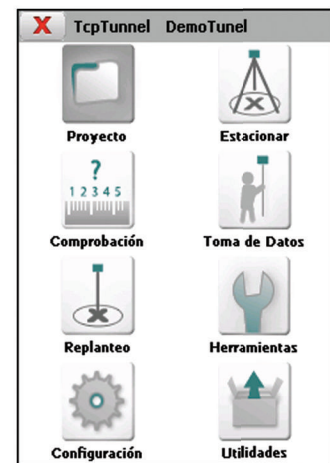 X TcpTunnel DemoTunel
Proyecto Estacionar
?
1 2 3 4 5
Comprobación Toma de Datos
Replanteo Herramientas
Configuración Utilidades